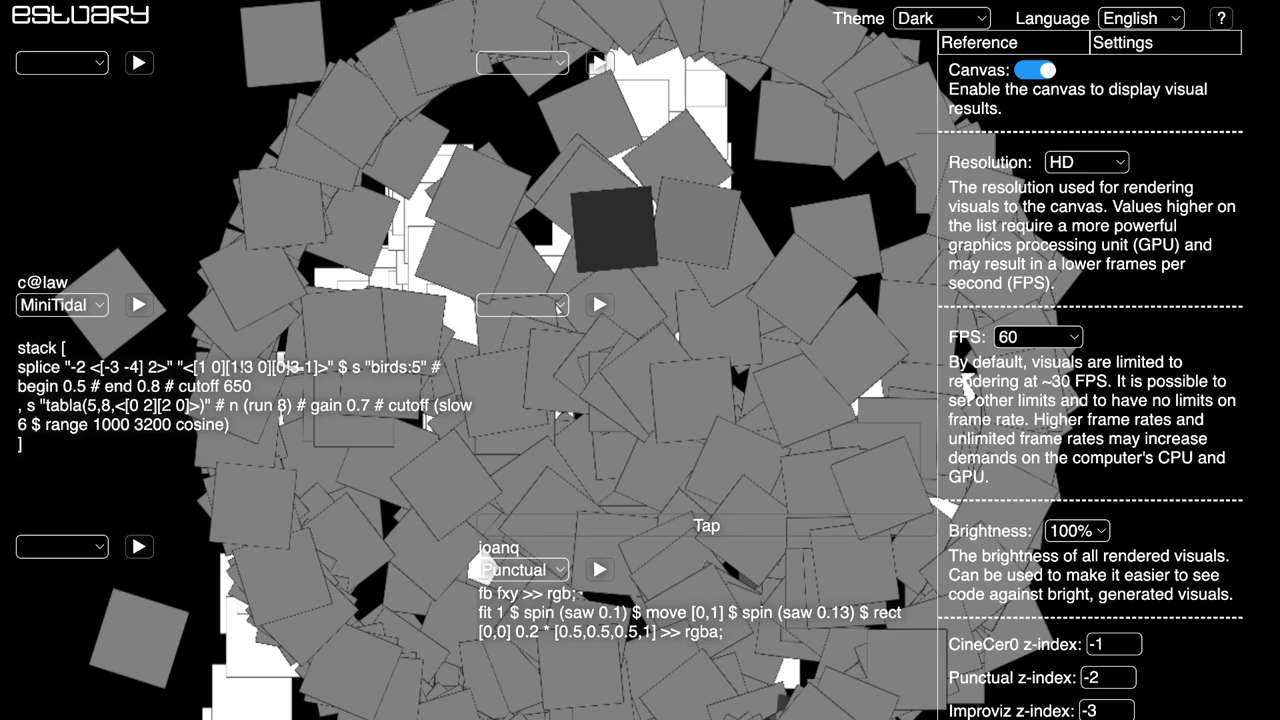 estuary
Theme Dark Language English ?
Reference Settings
Canvas:
Enable the canvas to display visual
results.
Resolution: HD
The resolution used for rendering
visuals to the canvas. Values higher on
the list require a more powerful
graphics processing unit (GPU) and
may result in a lower frames per
second (FPS).
FPS: 60
By default, visuals are limited to
rendering at ~30 FPS. It is possible to
set other limits and to have no limits on
frame rate. Higher frame rates and
unlimited frame rates may increase
demands on the computer's CPU and
GPU.
Brightness: 100%
The brightness of all rendered visuals.
Can be used to make it easier to see
code against bright, generated visuals.
CineCer0 z-index: -1
Punctual z-index: -2
Improviz z-index: -3
c@law
MiniTidal
stack [
splice "-2 <[-3 -4] 2>" "<[1 0][1!3 0][0!3 1]>" $ s "birds:5" #
begin 0.5 # end 0.8 # cutoff 650
, s "tabla(5,8,<[0 2][2 0]>)" # n (run 8) # gain 0.7 # cutoff (slow
6 $ range 1000 3200 cosine)
]
Tap
joanq
Punctual
fb fxy >> rgb;
fit 1 $ spin (saw 0.1) $ move [0,1] $ spin (saw 0.13) $ rect
[0,0] 0.2 * [0.5,0.5,0.5,1] >> rgba;